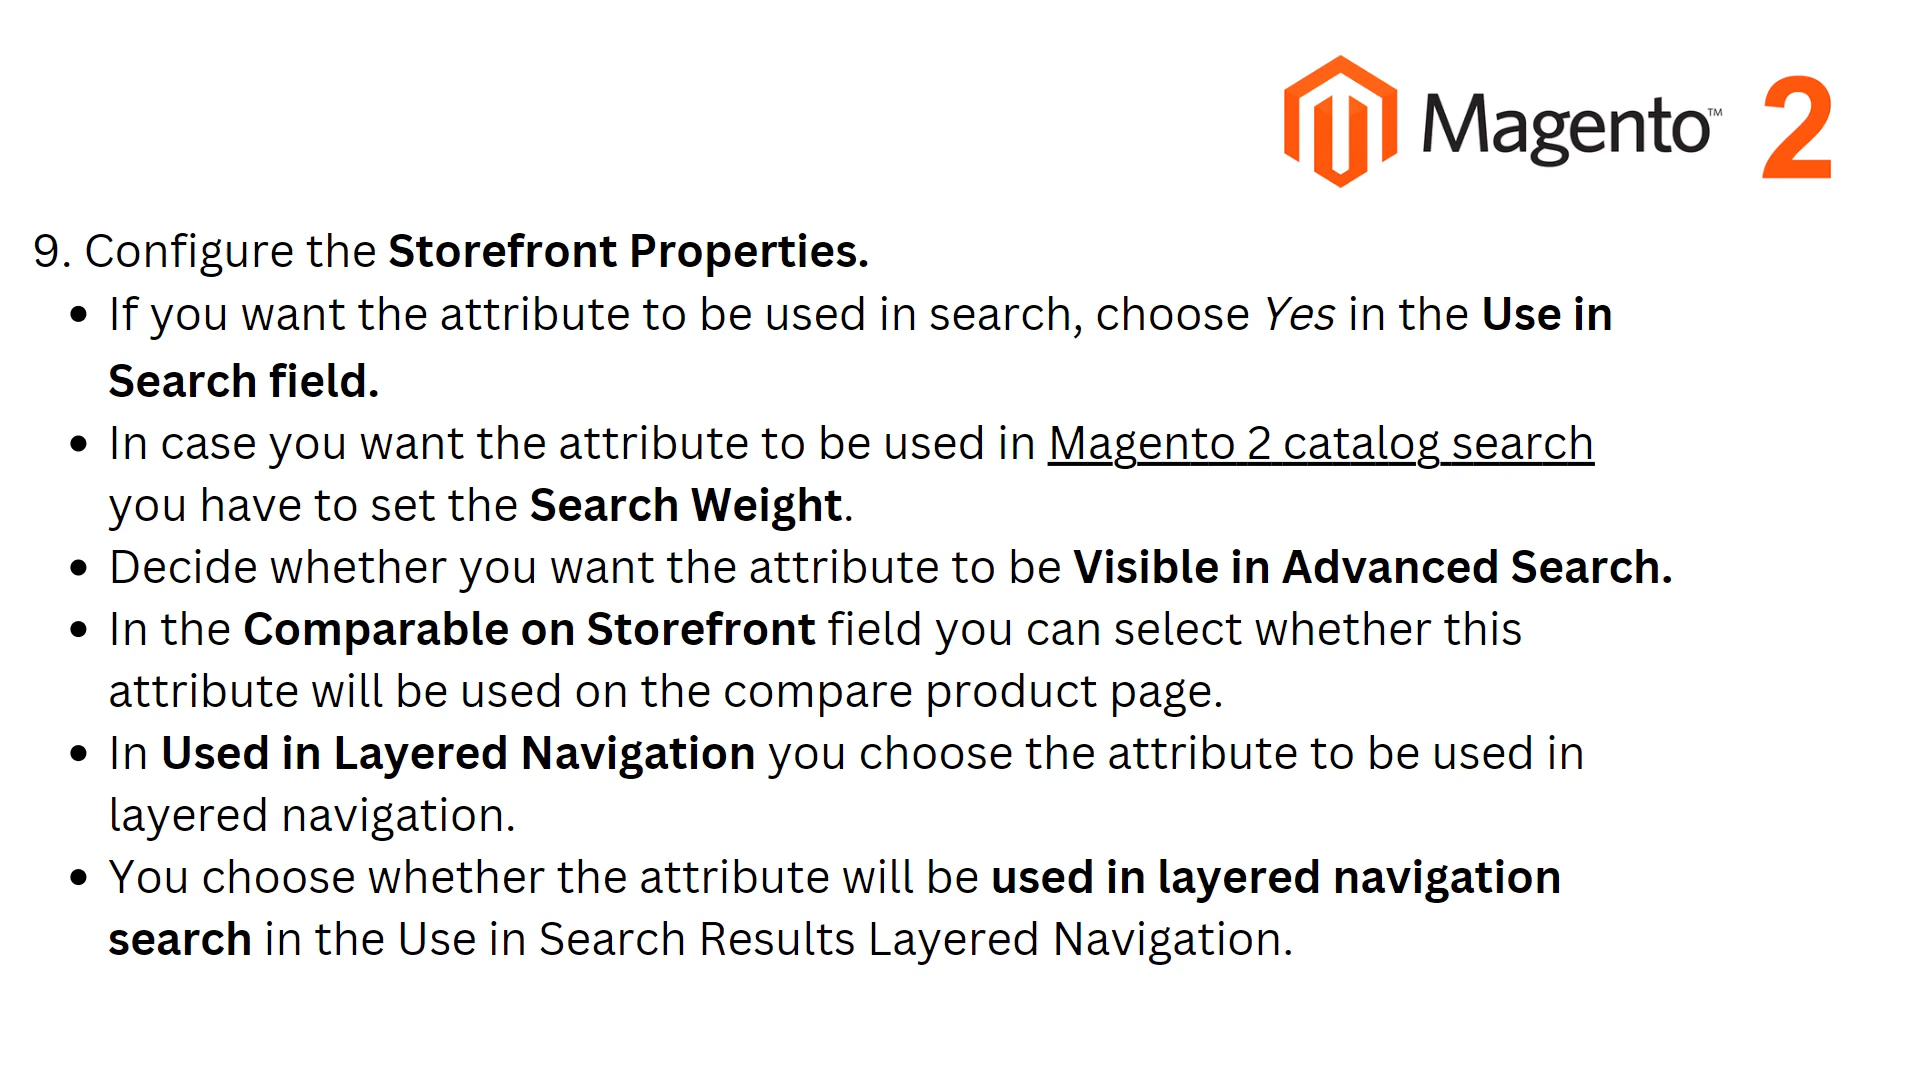 Magento™ 2
9. Configure the Storefront Properties.
• If you want the attribute to be used in search, choose Yes in the Use in
Search field.
• In case you want the attribute to be used in Magento 2 catalog search
you have to set the Search Weight.
• Decide whether you want the attribute to be Visible in Advanced Search.
• In the Comparable on Storefront field you can select whether this
attribute will be used on the compare product page.
• In Used in Layered Navigation you choose the attribute to be used in
layered navigation.
• You choose whether the attribute will be used in layered navigation
search in the Use in Search Results Layered Navigation.